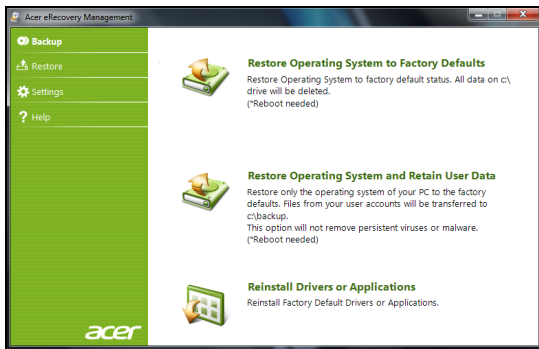 Acer eRecovery Management
Backup
Restore
Settings
? Help
Restore Operating System to Factory Defaults
Restore Operating System to factory default status. All data on c:\
drive will be deleted.
(*Reboot needed)
Restore Operating System and Retain User Data
Restore only the operating system of your PC to the factory
defaults. Files from your user accounts will be transferred to
c:\backup.
This option will not remove persistent viruses or malware.
(*Reboot needed)
Reinstall Drivers or Applications
Reinstall Factory Default Drivers or Applications.
acer